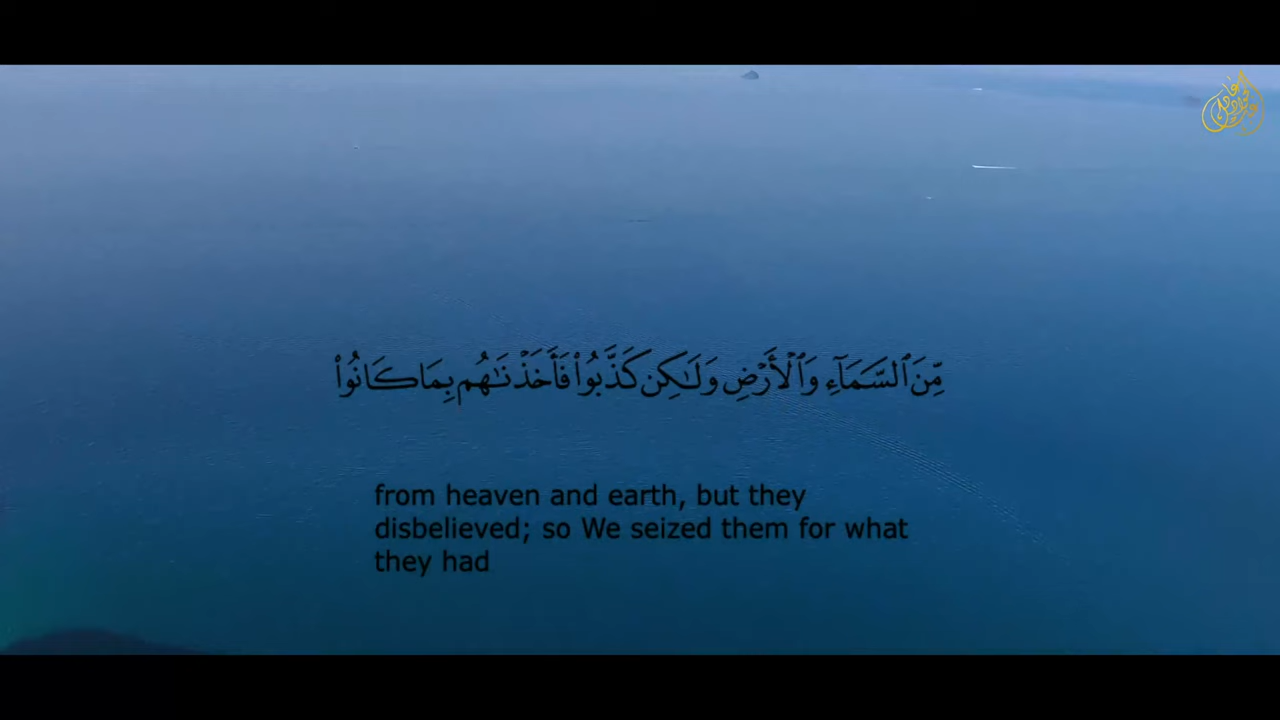 مِّنَ ٱلسَّمَآءِ وَٱلْأَرْضِ وَلَـٰكِن كَذَّبُوا۟ فَأَخَذْنَـٰهُم بِمَا كَانُوا۟
from heaven and earth, but they
disbelieved; so We seized them for what
they had